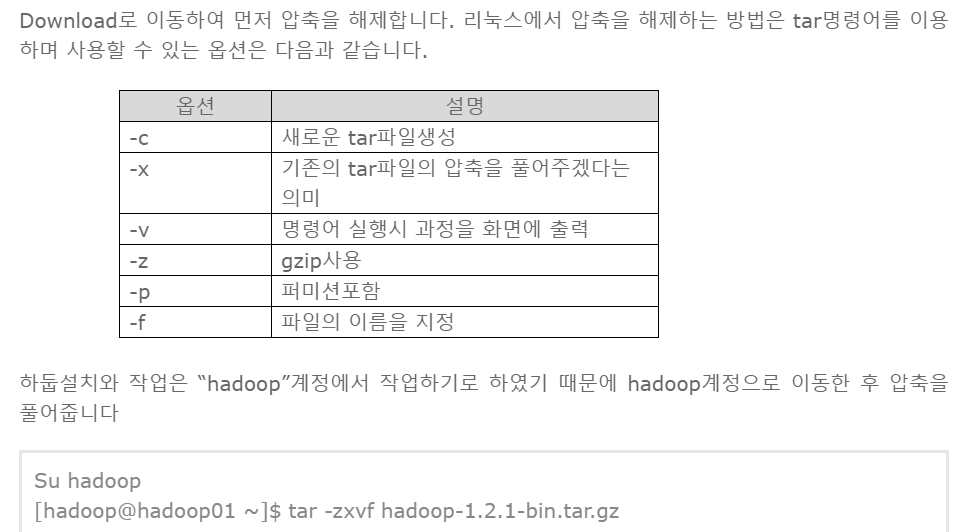 Download로 이동하여 먼저 압축을 해제합니다. 리눅스에서 압축을 해제하는 방법은 tar명령어를 이용
하며 사용할 수 있는 옵션은 다음과 같습니다.
옵션 설명
-c 새로운 tar파일생성
-x 기존의 tar파일의 압축을 풀어주겠다는
의미
-v 명령어 실행시 과정을 화면에 출력
-z gzip사용
-p 퍼미션포함
-f 파일의 이름을 지정
하둡설치와 작업은 “hadoop”계정에서 작업하기로 하였기 때문에 hadoop계정으로 이동한 후 압축을
풀어줍니다
Su hadoop
[hadoop@hadoop01 ~]$ tar -zxvf hadoop-1.2.1-bin.tar.gz